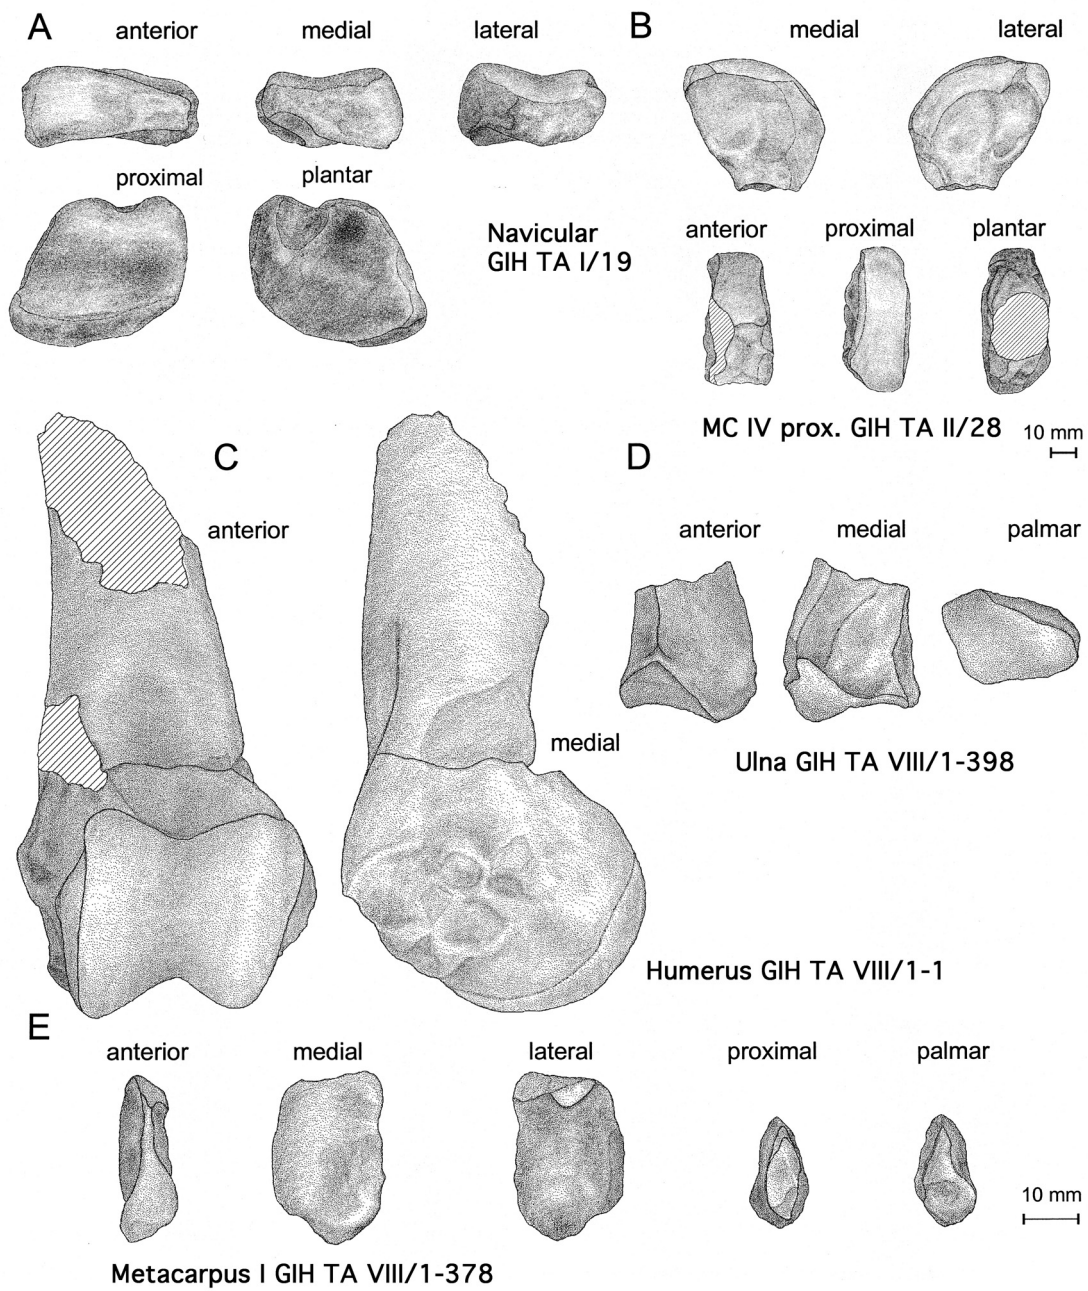 A
anterior medial lateral
proximal plantar
Navicular
GIH TA I/19
B
medial lateral
anterior proximal plantar
MC IV prox. GIH TA II/28
10 mm
C
anterior
medial
Humerus GIH TA VIII/1-1
D
anterior medial palmar
Ulna GIH TA VIII/1-398
E
anterior medial lateral proximal palmar
10 mm
Metacarpus I GIH TA VIII/1-378